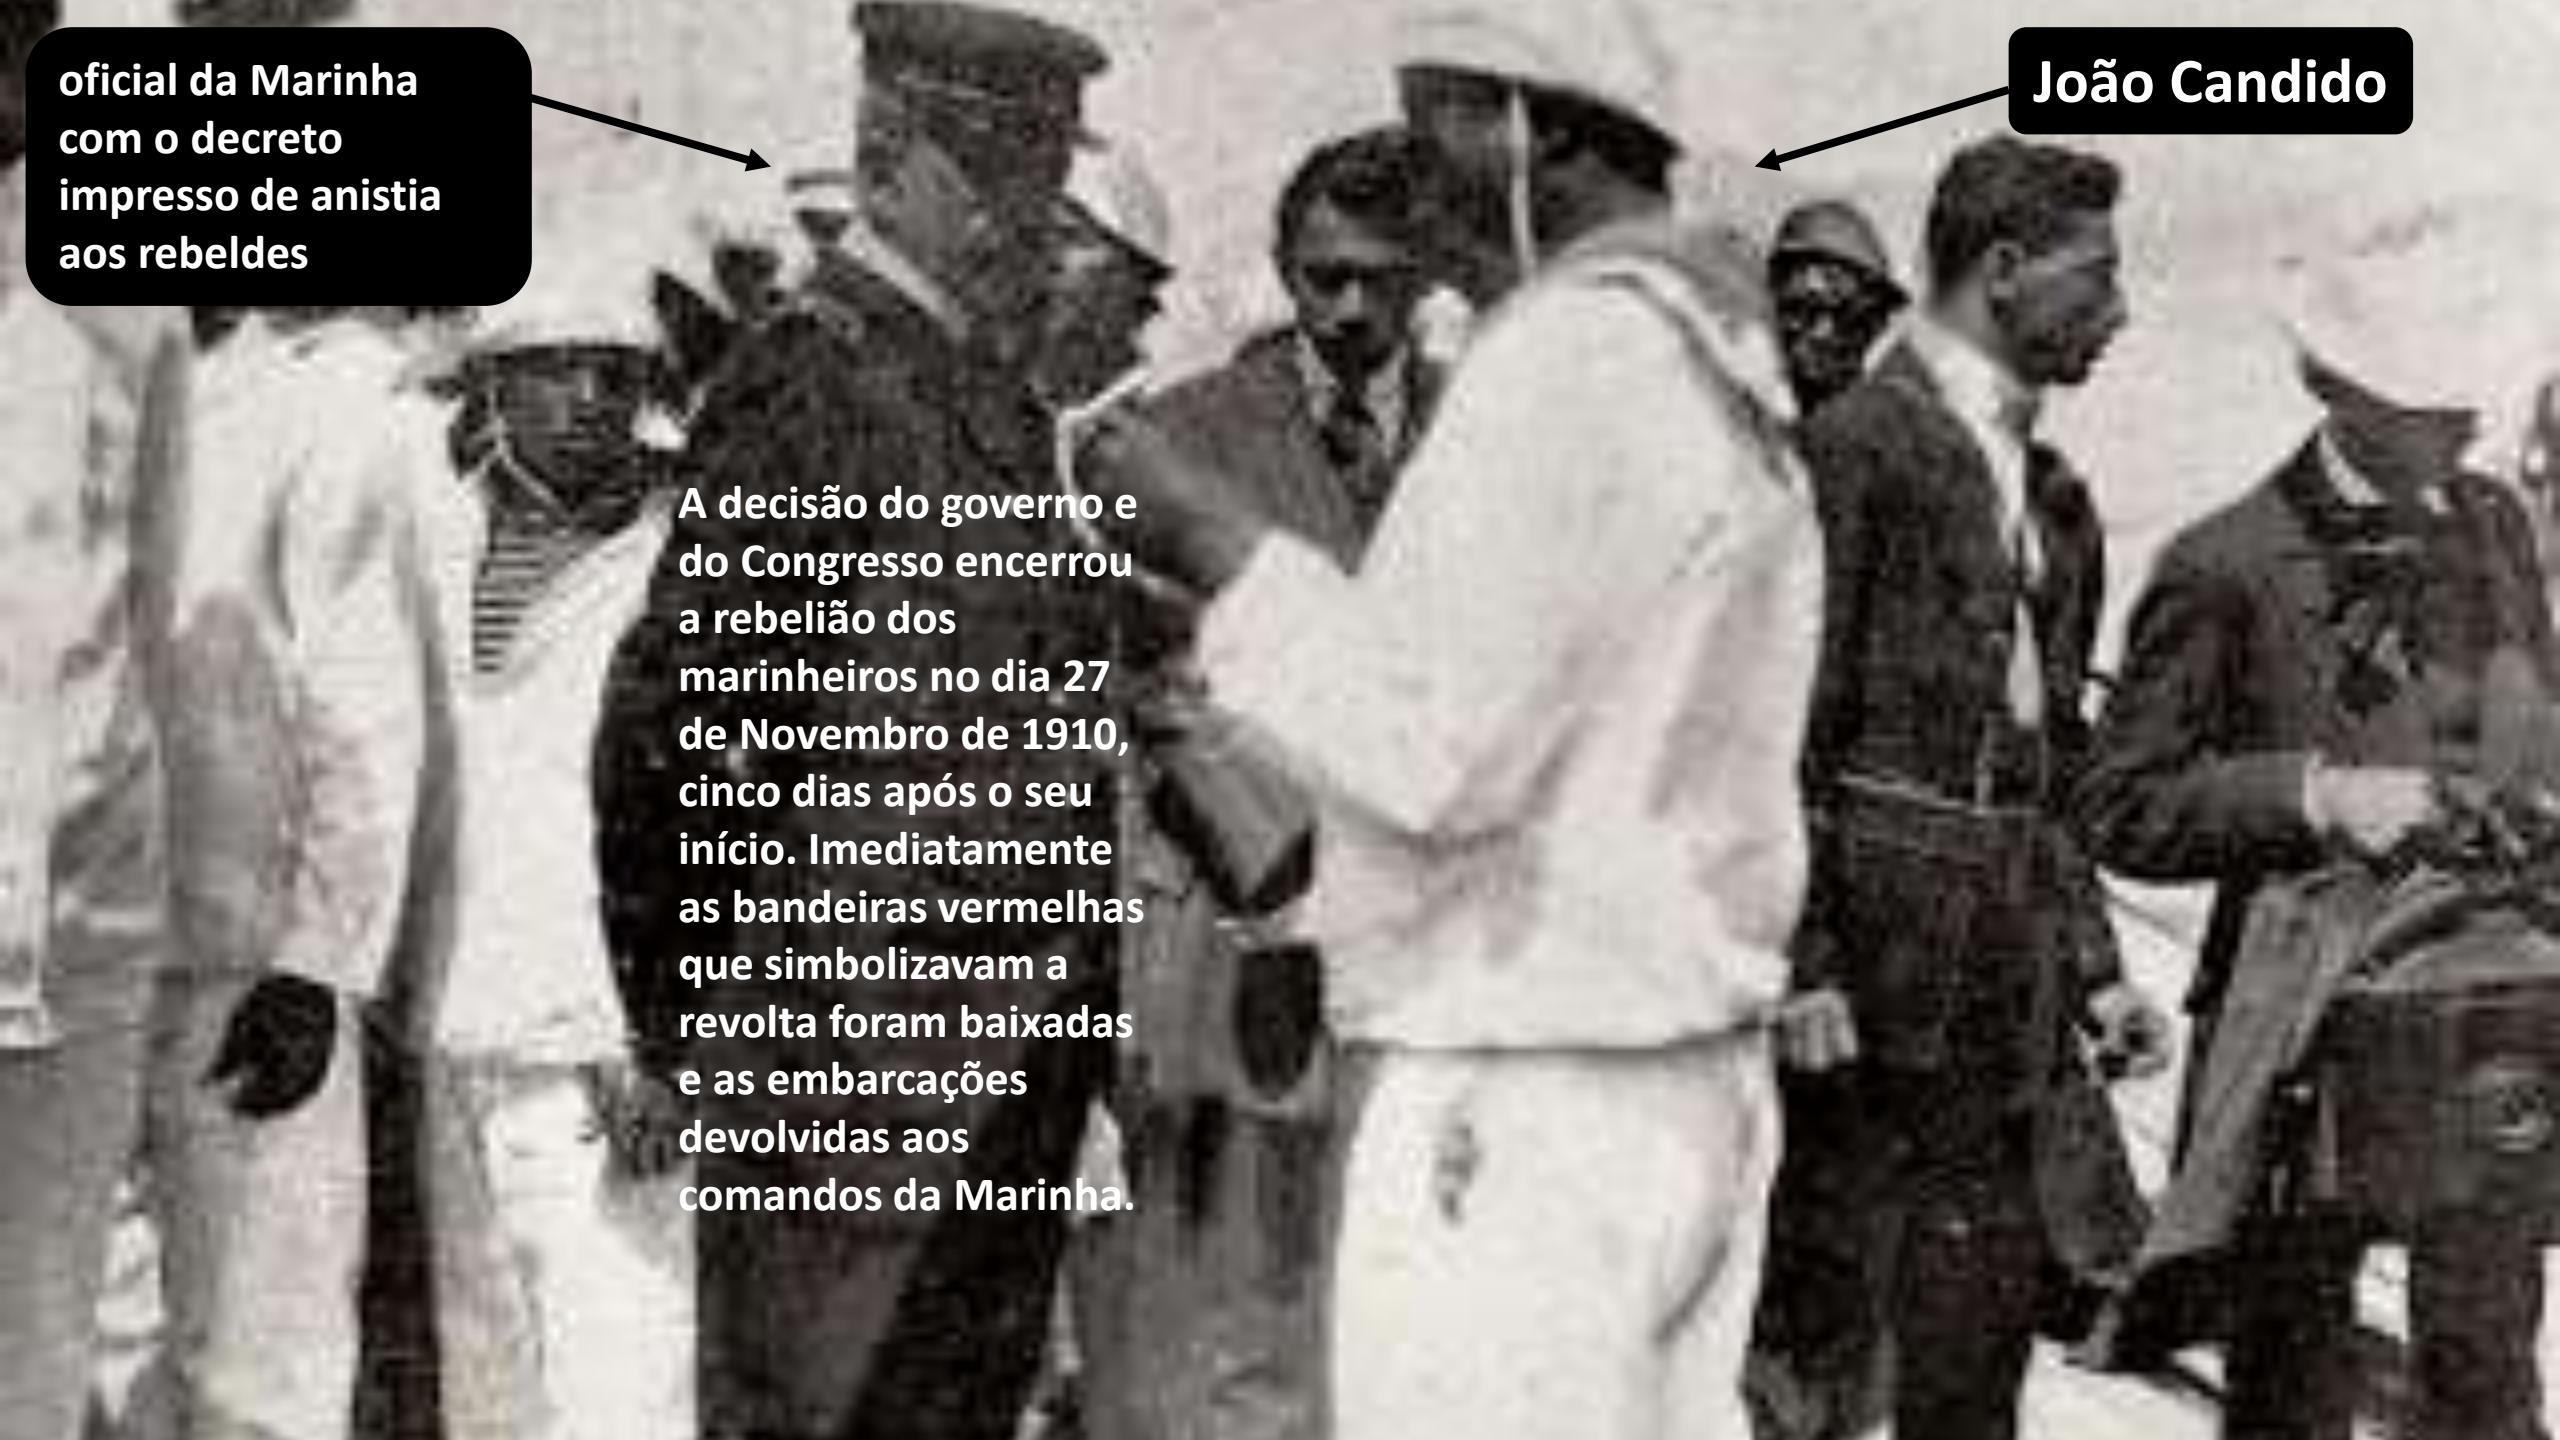 oficial da Marinha
com o decreto
impresso de anistia
aos rebeldes
João Candido
A decisão do governo e
do Congresso encerrou
a rebelião dos
marinheiros no dia 27
de Novembro de 1910,
cinco dias após o seu
início. Imediatamente
as bandeiras vermelhas
que simbolizavam a
revolta foram baixadas
e as embarcações
devolvidas aos
comandos da Marinha.